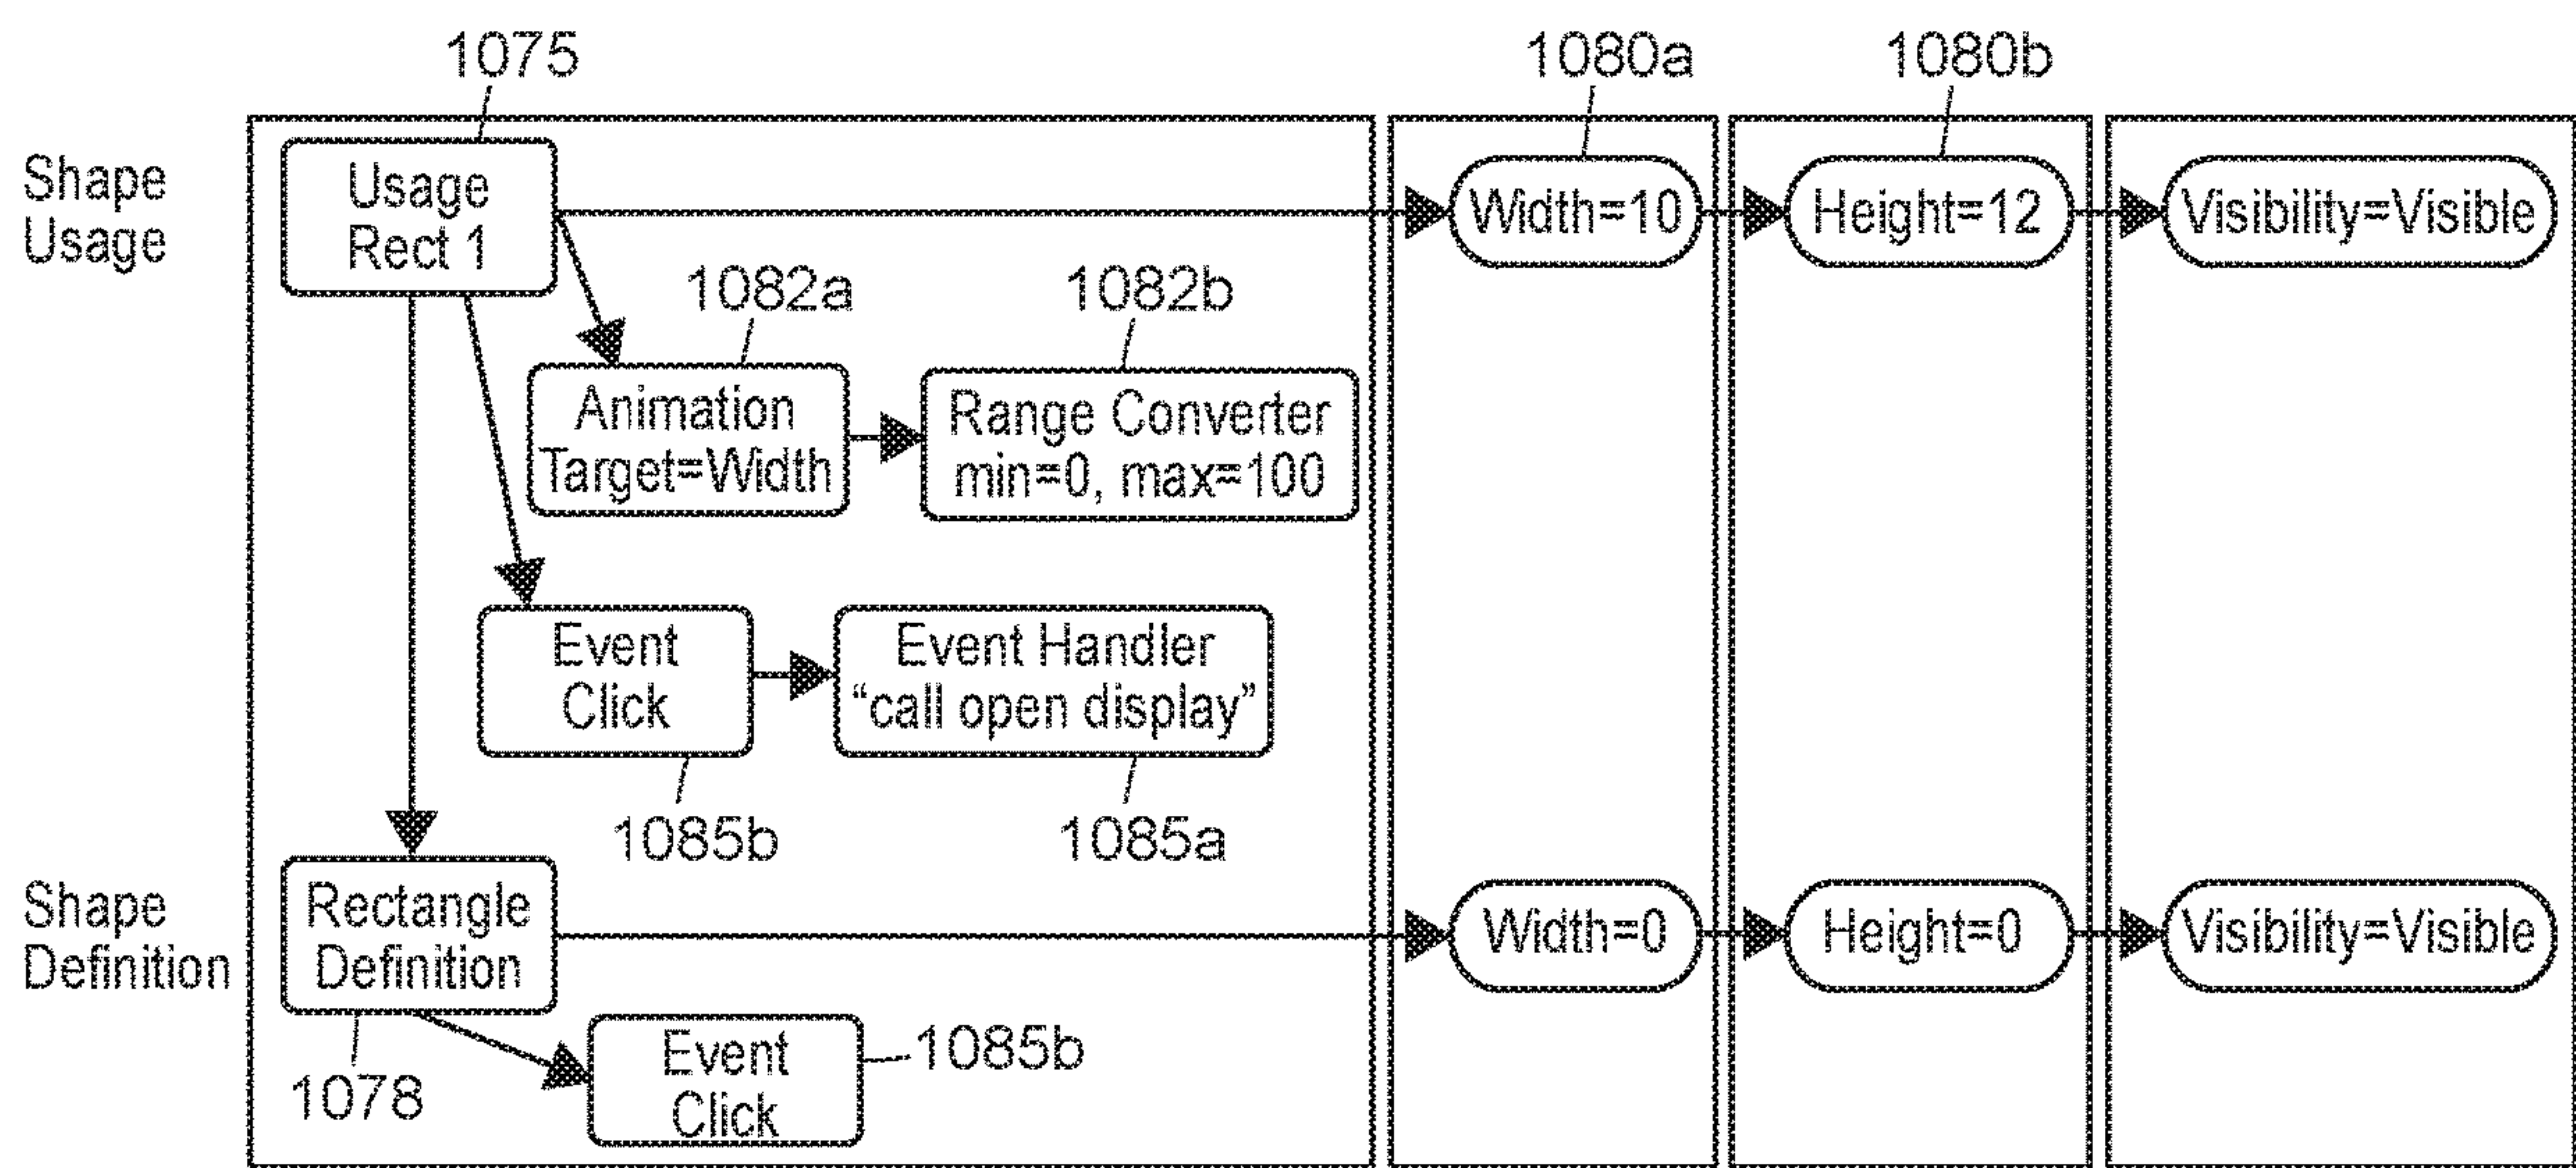 1075
1080a
1080b
Shape
Usage
Usage
Rect 1
Width=10
Height=12
Visibility=Visible
1082a
1082b
Animation
Target=Width
Range Converter
min=0, max=100
Event
Click
Event Handler
“call open display”
1085b
1085a
Shape
Definition
Rectangle
Definition
Width=0
Height=0
Visibility=Visible
1078
Event
Click
1085b